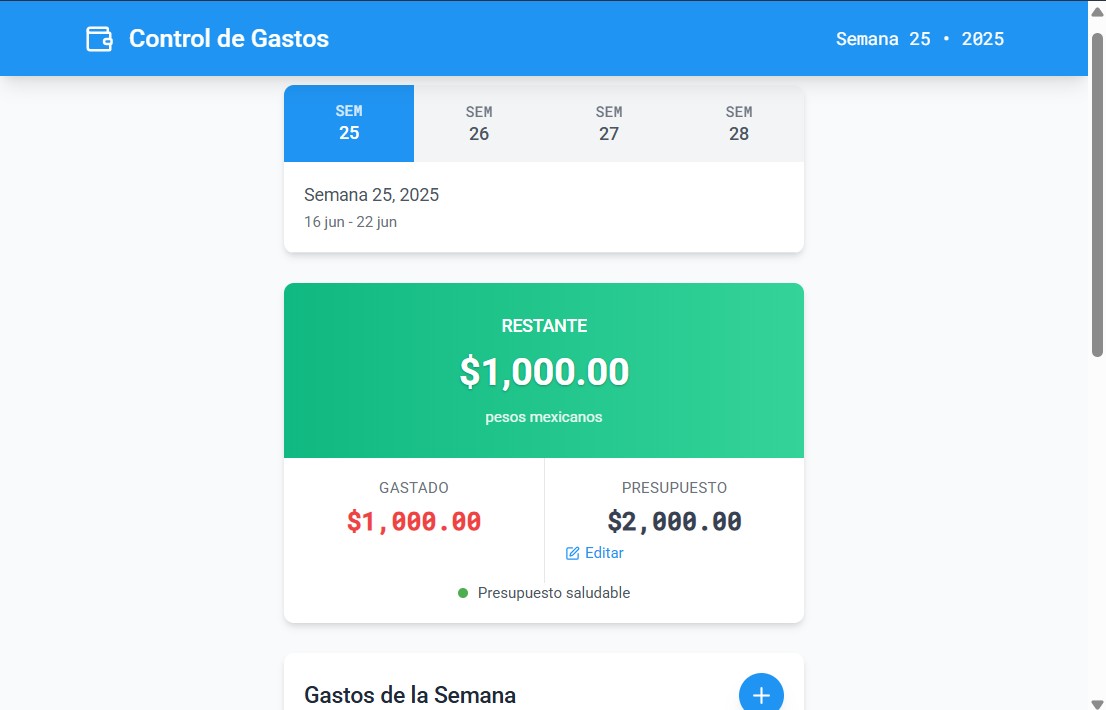 Control de Gastos
Semana 25 • 2025
SEM 25
SEM 26
SEM 27
SEM 28
Semana 25, 2025
16 jun - 22 jun
RESTANTE
$1,000.00
pesos mexicanos
GASTADO
$1,000.00
PRESUPUESTO
$2,000.00
Editar
Presupuesto saludable
Gastos de la Semana